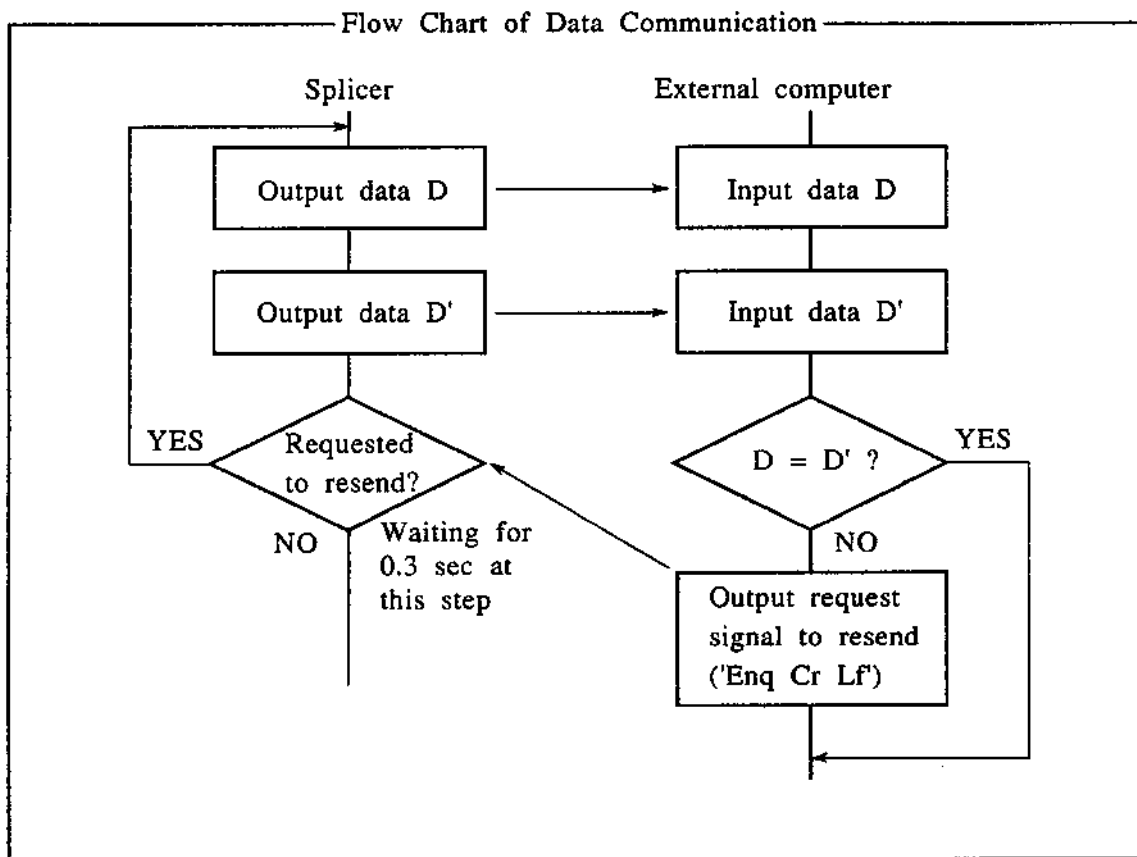 Flow Chart of Data Communication
Splicer
External computer
Output data D
Input data D
Output data D'
Input data D'
YES
Requested
to resend?
D = D' ?
YES
NO
Waiting for
0.3 sec at
this step
NO
Output request
signal to resend
('Enq Cr Lf')